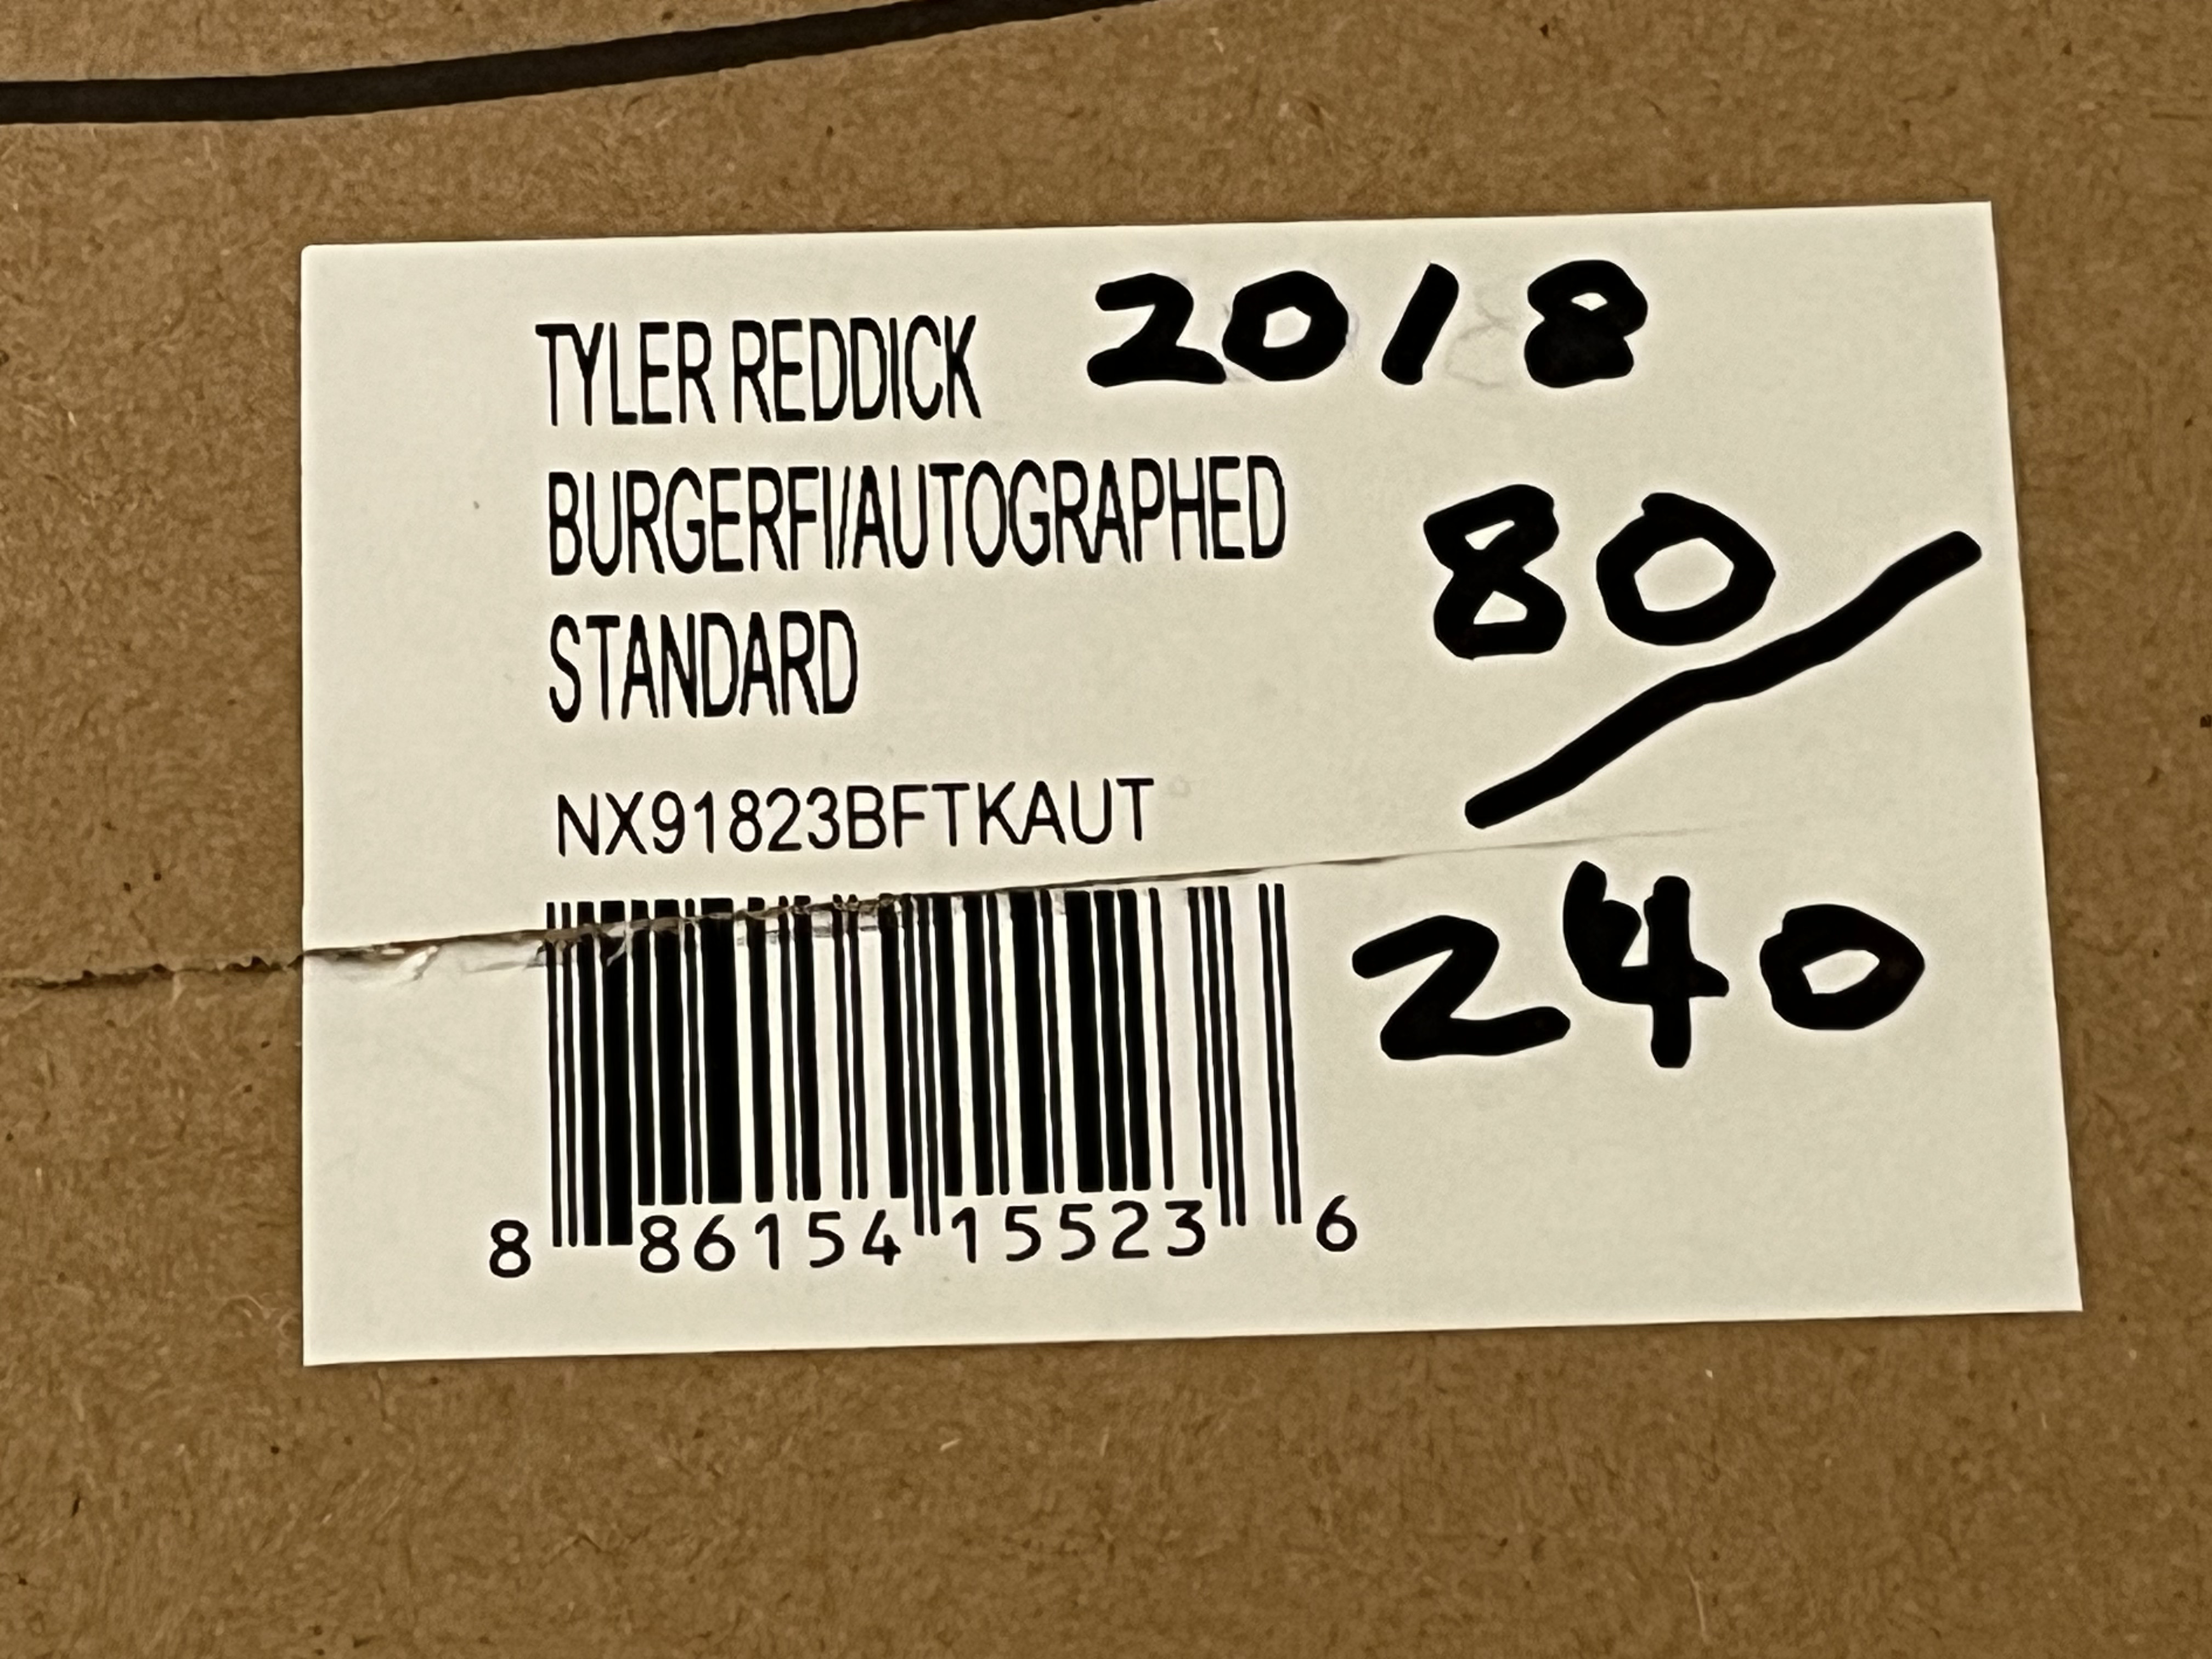 TYLER REDDICK 2018
BURGERFI/AUTOGRAPHED
STANDARD
80/
240
NX91823BFTKAUT
8 86154 15523 6